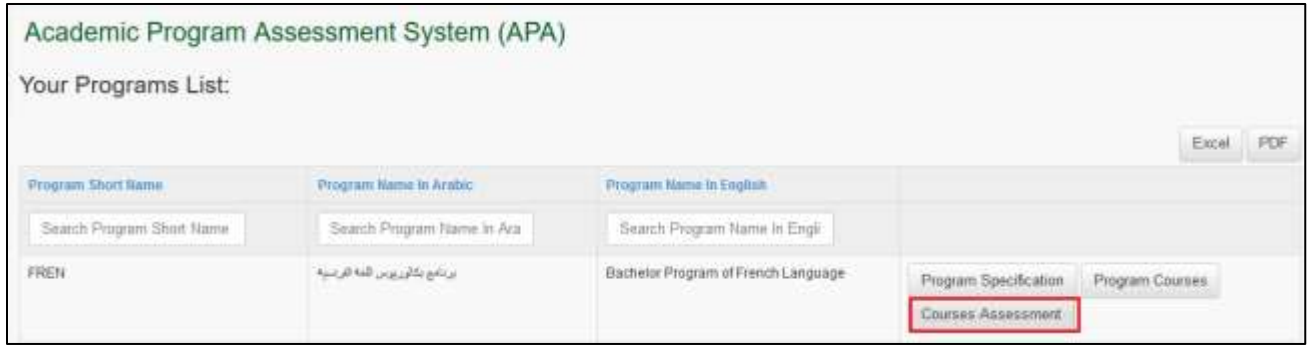 Academic Program Assessment System (APA)
Your Programs List:
Excel PDF
Program Short Name Program Name In Arabic Program Name In English
Search Program Short Name Search Program Name In Ara Search Program Name In Engli
FREN برنامج بكالوريوس اللغة الفرنسية Bachelor Program of French Language Program Specification Program Courses
Courses Assessment